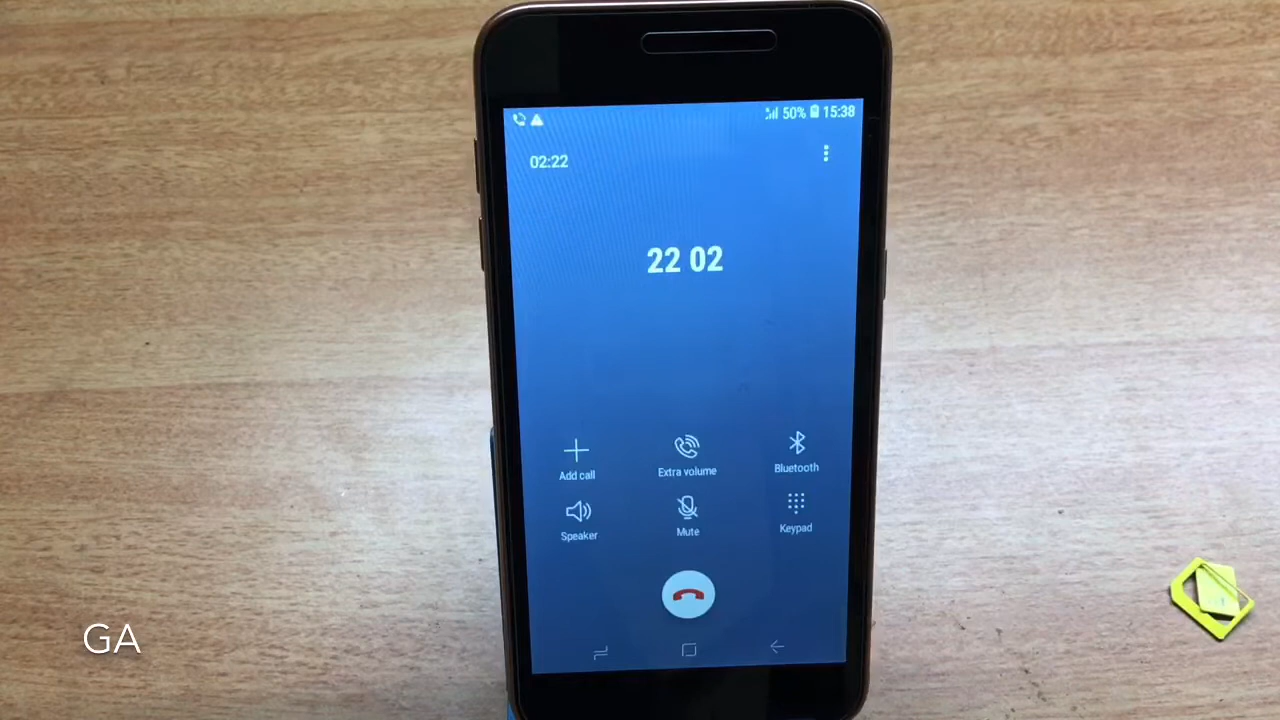 50% 15:38
02:22
22 02
Add call
Extra volume
Bluetooth
Speaker
Mute
Keypad
GA